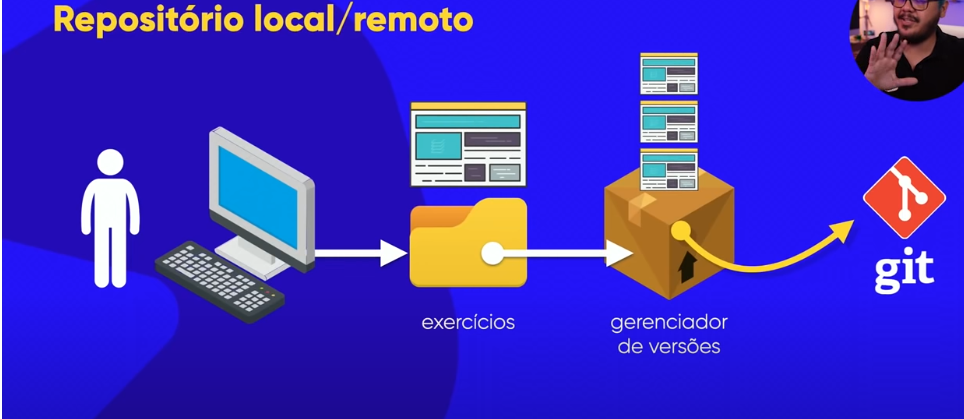 Repositório local/remoto
exercícios
gerenciador
de versões
git